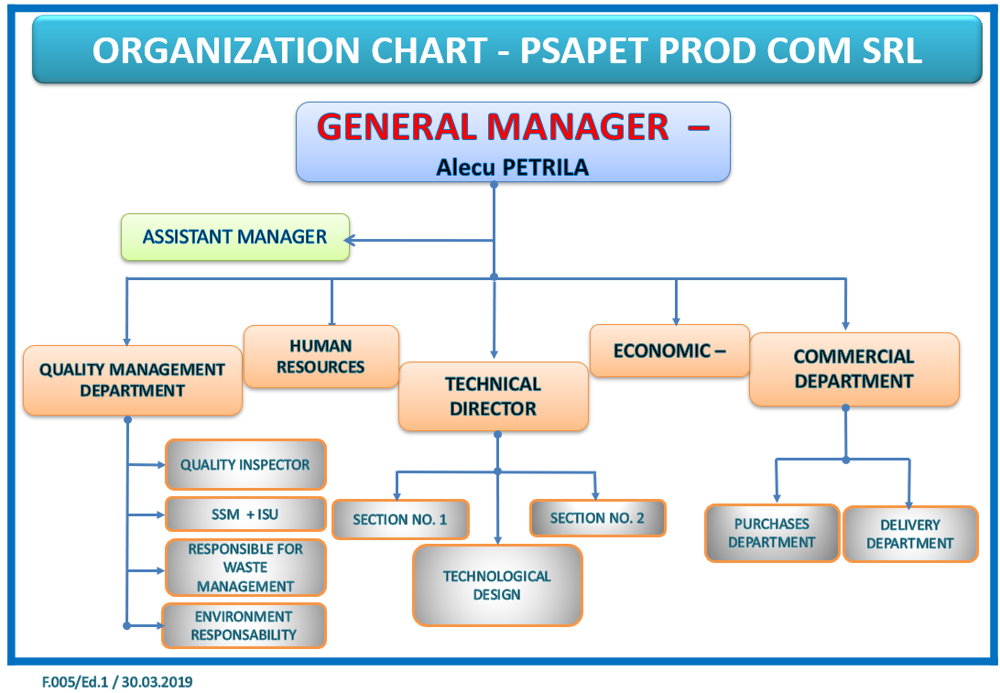 ORGANIZATION CHART - PSAPET PROD COM SRL
GENERAL MANAGER –
Alecu PETRILA
ASSISTANT MANAGER
QUALITY MANAGEMENT
DEPARTMENT
HUMAN
RESOURCES
TECHNICAL
DIRECTOR
ECONOMIC –
COMMERCIAL
DEPARTMENT
QUALITY INSPECTOR
SSM + ISU
RESPONSIBLE FOR
WASTE
MANAGEMENT
ENVIRONMENT
RESPONSABILITY
SECTION NO. 1
SECTION NO. 2
TECHNOLOGICAL
DESIGN
PURCHASES
DEPARTMENT
DELIVERY
DEPARTMENT
F.005/Ed.1 / 30.03.2019